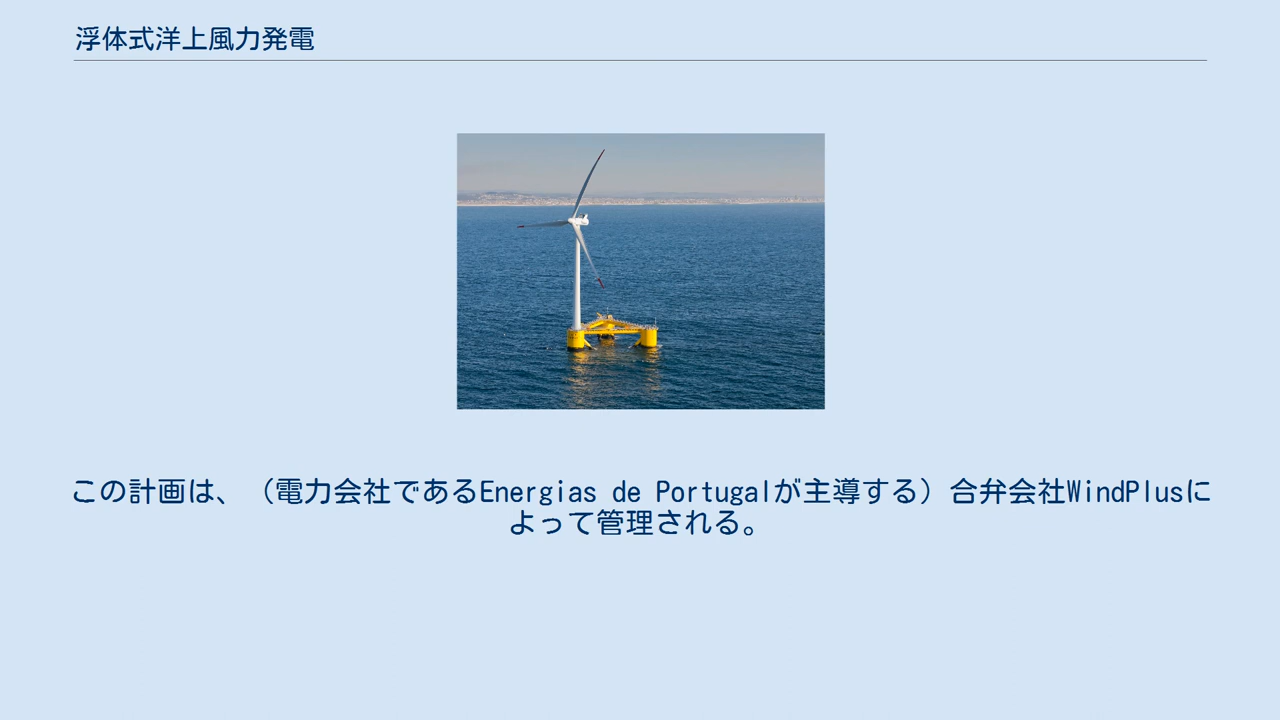 浮体式洋上風力発電
この計画は、（電力会社であるEnergias de Portugalが主導する）合弁会社WindPlusに
よって管理される。